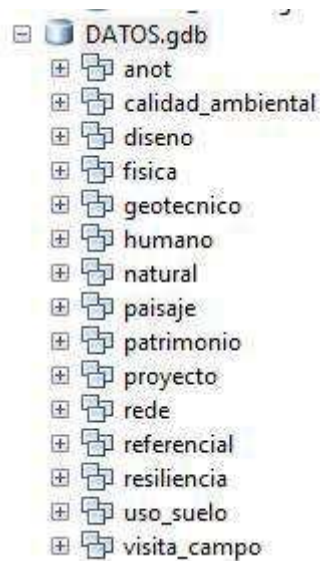 DATOS.gdb
anot
calidad_ambiental
diseno
fisica
geotecnico
humano
natural
paisaje
patrimonio
proyecto
rede
referencial
resiliencia
uso_suelo
visita_campo